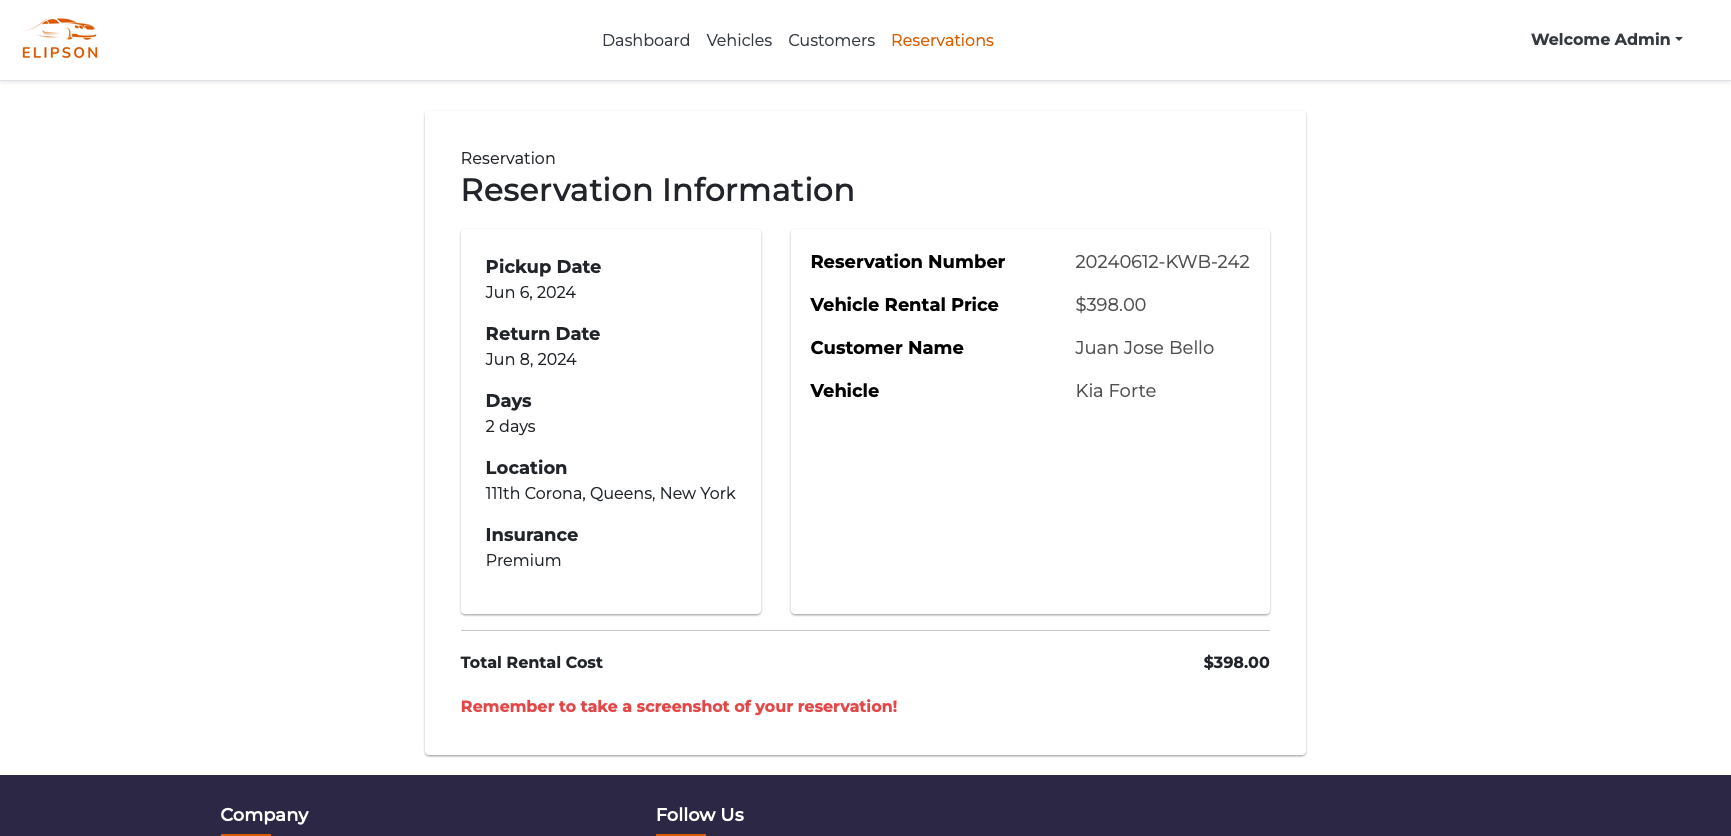 ELIPSON
Dashboard Vehicles Customers Reservations
Welcome Admin
Reservation
Reservation Information
Pickup Date
Jun 6, 2024
Return Date
Jun 8, 2024
Days
2 days
Location
111th Corona, Queens, New York
Insurance
Premium
Reservation Number 20240612-KWB-242
Vehicle Rental Price $398.00
Customer Name Juan Jose Bello
Vehicle Kia Forte
Total Rental Cost $398.00
Remember to take a screenshot of your reservation!
Company Follow Us